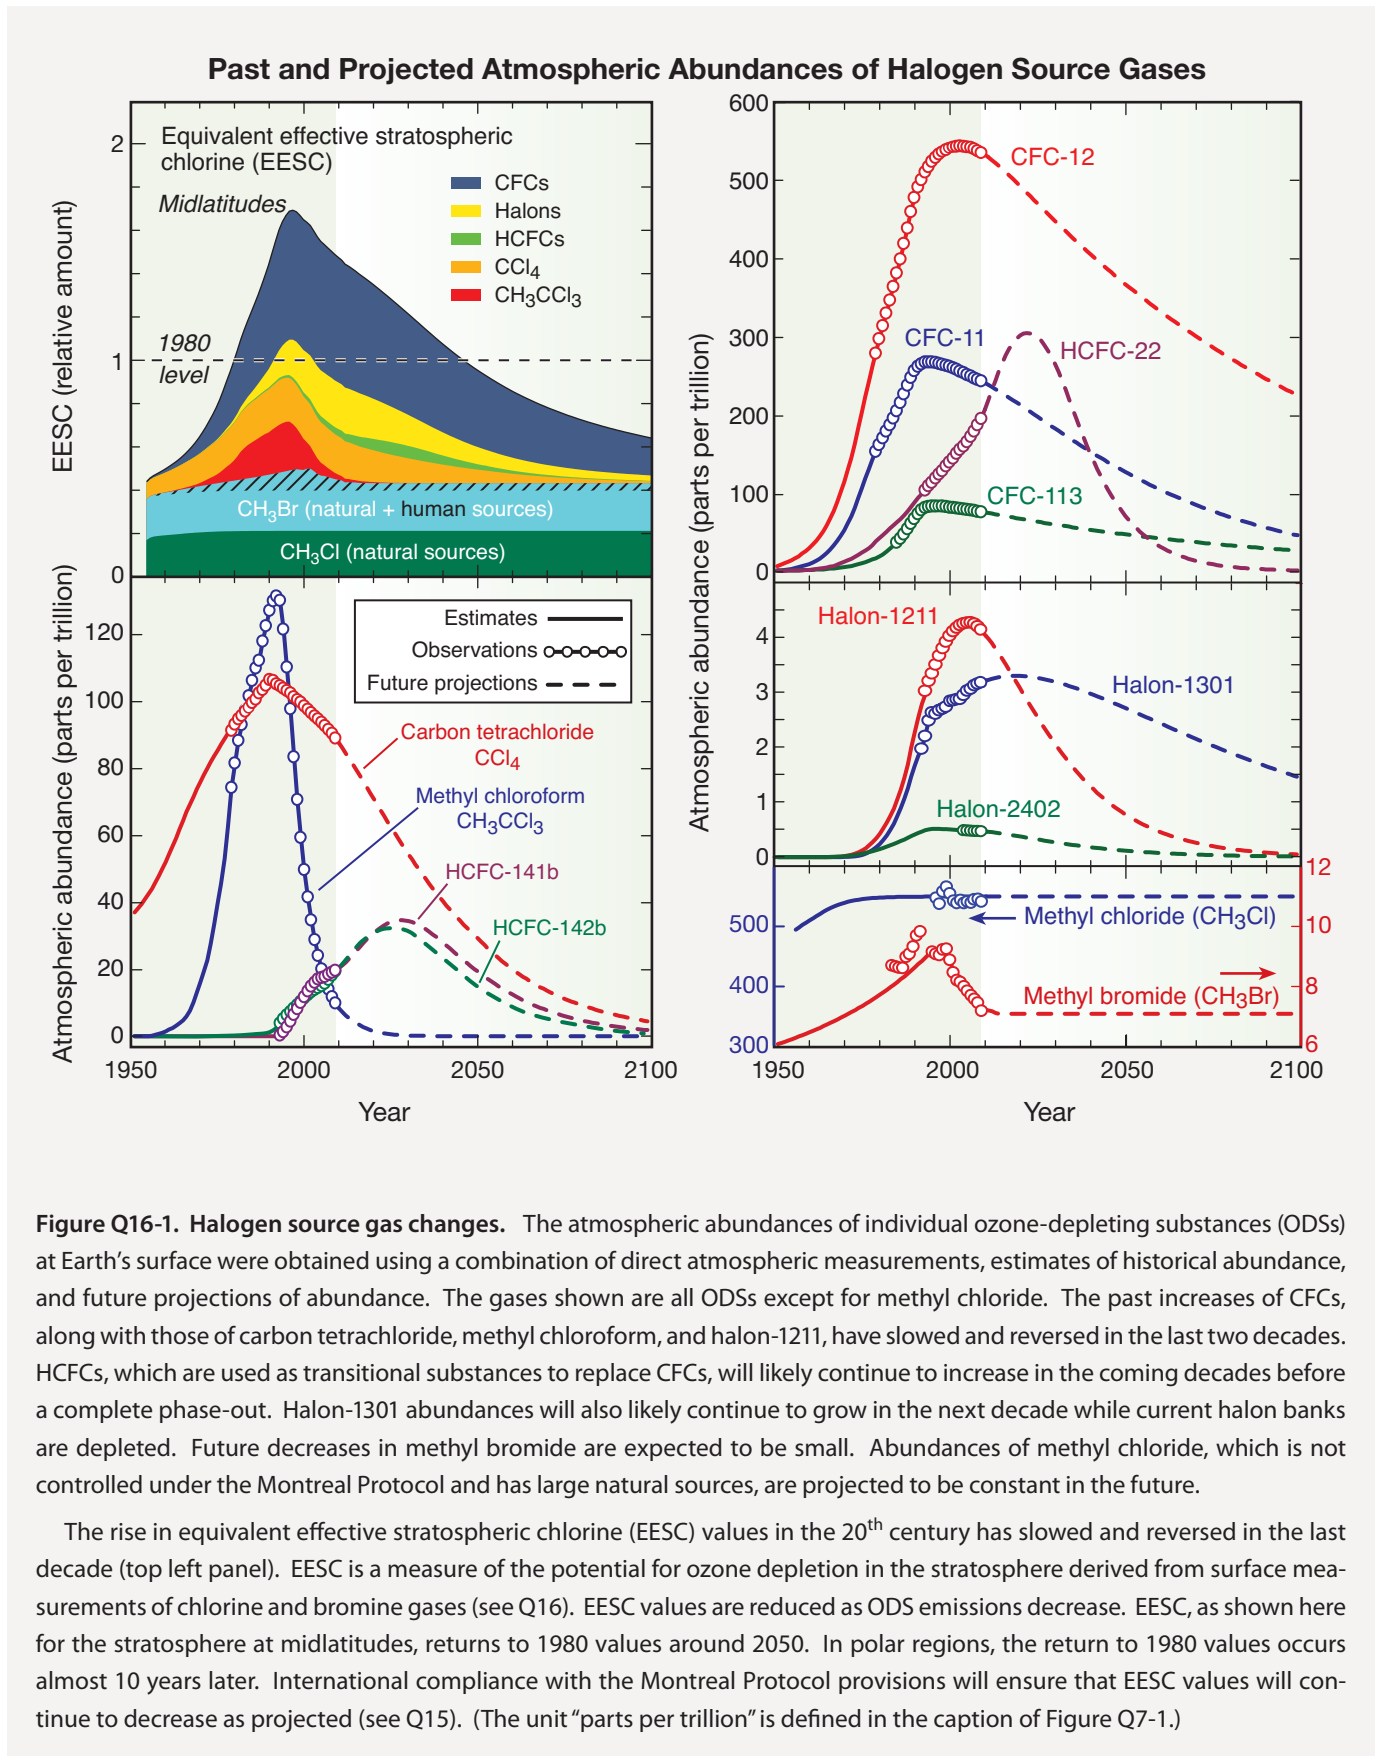 Past and Projected Atmospheric Abundances of Halogen Source Gases
Equivalent effective stratospheric
chlorine (EESC)
Midlatitudes
CFCs
Halons
HCFCs
CCl4
CH3CCl3
1980
level
CH3Br (natural + human sources)
CH3Cl (natural sources)
EESC (relative amount)
2
1
0
Estimates
Observations
Future projections
Carbon tetrachloride
CCl4
Methyl chloroform
CH3CCl3
HCFC-141b
HCFC-142b
Atmospheric abundance (parts per trillion)
120
100
80
60
40
20
0
1950
2000
2050
2100
Year
600
500
400
300
200
100
0
CFC-12
CFC-11
HCFC-22
CFC-113
Atmospheric abundance (parts per trillion)
4
3
2
1
0
Halon-1211
Halon-1301
Halon-2402
500
400
300
12
10
8
6
Methyl chloride (CH3Cl)
Methyl bromide (CH3Br)
1950
2000
2050
2100
Year
Figure Q16-1. Halogen source gas changes. The atmospheric abundances of individual ozone-depleting substances (ODSs)
at Earth's surface were obtained using a combination of direct atmospheric measurements, estimates of historical abundance,
and future projections of abundance. The gases shown are all ODSs except for methyl chloride. The past increases of CFCs,
along with those of carbon tetrachloride, methyl chloroform, and halon-1211, have slowed and reversed in the last two decades.
HCFCs, which are used as transitional substances to replace CFCs, will likely continue to increase in the coming decades before
a complete phase-out. Halon-1301 abundances will also likely continue to grow in the next decade while current halon banks
are depleted. Future decreases in methyl bromide are expected to be small. Abundances of methyl chloride, which is not
controlled under the Montreal Protocol and has large natural sources, are projected to be constant in the future.
The rise in equivalent effective stratospheric chlorine (EESC) values in the 20th century has slowed and reversed in the last
decade (top left panel). EESC is a measure of the potential for ozone depletion in the stratosphere derived from surface mea-
surements of chlorine and bromine gases (see Q16). EESC values are reduced as ODS emissions decrease. EESC, as shown here
for the stratosphere at midlatitudes, returns to 1980 values around 2050. In polar regions, the return to 1980 values occurs
almost 10 years later. International compliance with the Montreal Protocol provisions will ensure that EESC values will con-
tinue to decrease as projected (see Q15). (The unit "parts per trillion" is defined in the caption of Figure Q7-1.)